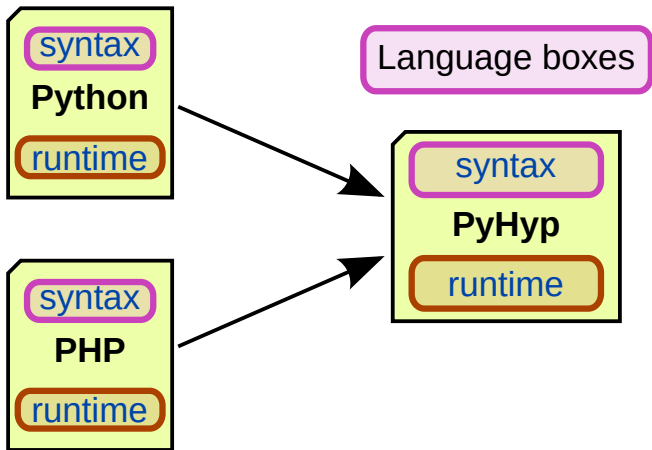 syntax
Python
runtime
Language boxes
syntax
PyHyp
runtime
syntax
PHP
runtime